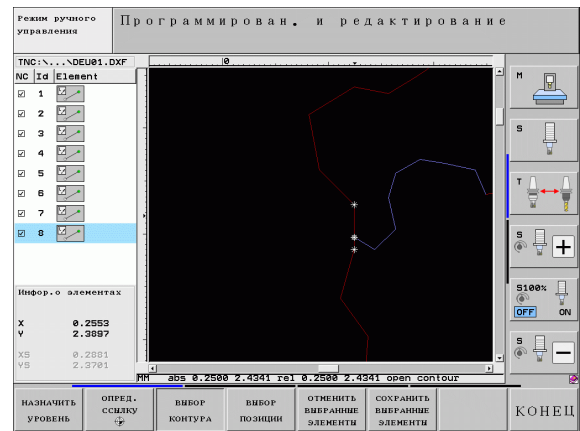 Режим ручного
управления
Программирован. и редактирование
TNC:\...\DEU01.DXF
NC Id Element
1
2
3
4
5
6
7
8
Инфор.о элементах
X 0.2553
Y 2.3897
XS 0.2881
YS 2.3701
0
MM abs 0.2500 2.4341 rel 0.2500 2.4341 open contour
M
S
T
S
S100%
OFF ON
S
НАЗНАЧИТЬ
УРОВЕНЬ
ОПРЕД.
ССЫЛКУ
ВЫБОР
КОНТУРА
ВЫБОР
ПОЗИЦИИ
ОТМЕНИТЬ
ВЫБРАННЫЕ
ЭЛЕМЕНТЫ
СОХРАНИТЬ
ВЫБРАННЫЕ
ЭЛЕМЕНТЫ
КОНЕЦ